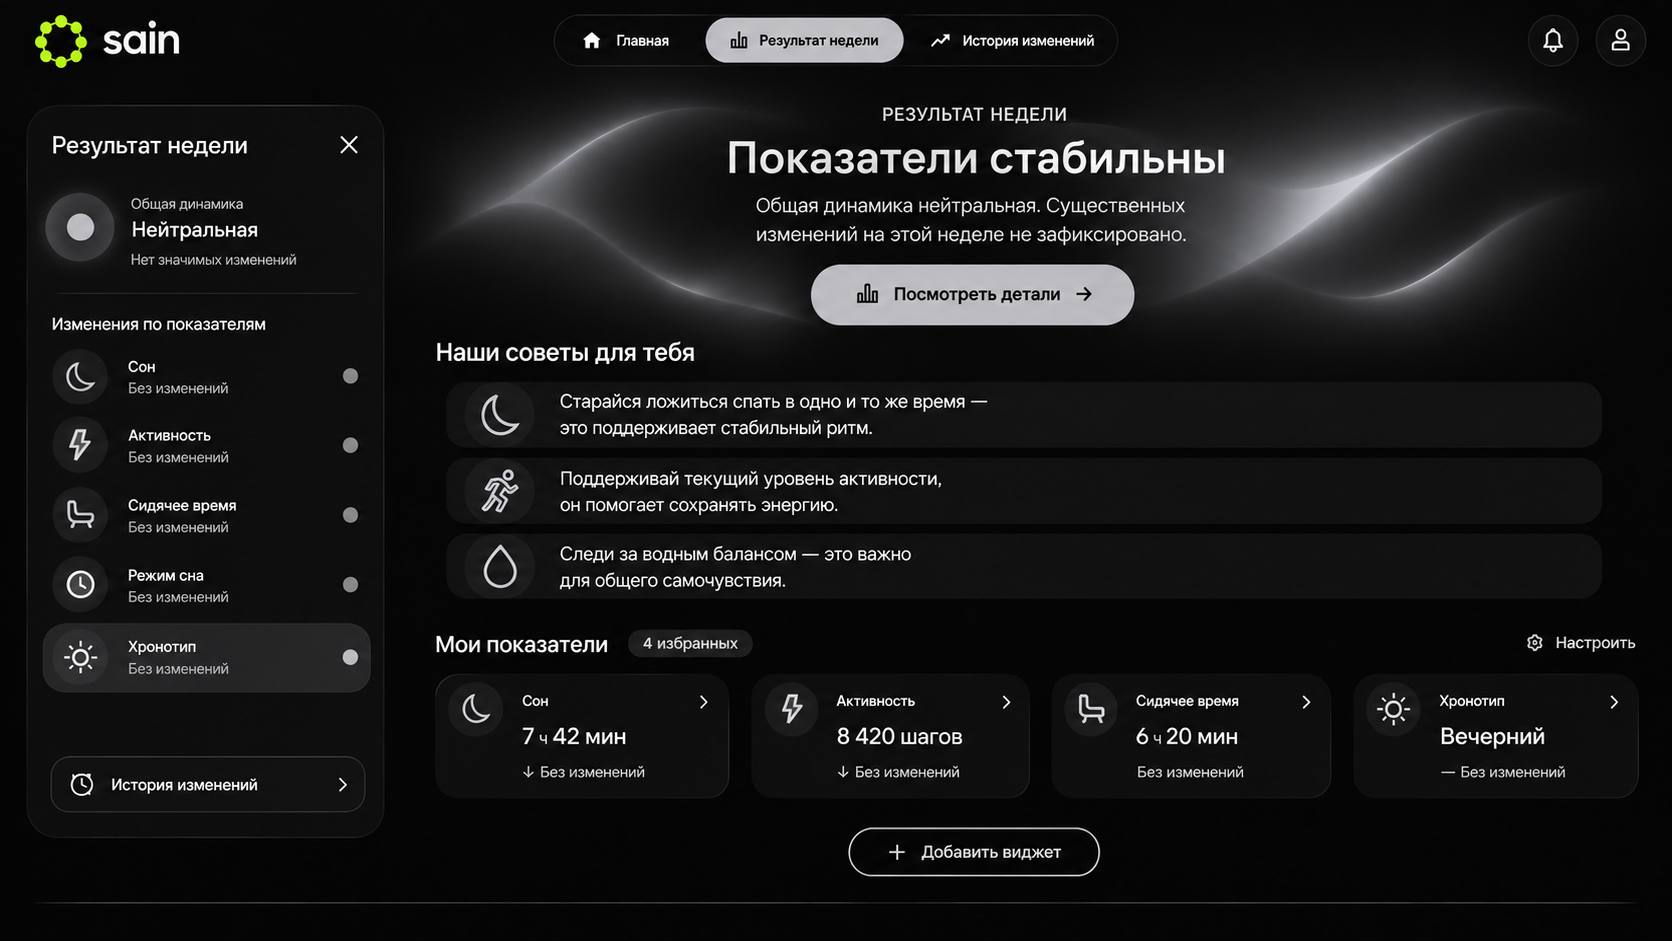 sain
Главная
Результат недели
История изменений
Результат недели
Общая динамика
Нейтральная
Нет значимых изменений
Изменения по показателям
Сон
Без изменений
Активность
Без изменений
Сидячее время
Без изменений
Режим сна
Без изменений
Хронотип
Без изменений
История изменений
РЕЗУЛЬТАТ НЕДЕЛИ
Показатели стабильны
Общая динамика нейтральная. Существенных
изменений на этой неделе не зафиксировано.
Посмотреть детали →
Наши советы для тебя
Старайся ложиться спать в одно и то же время —
это поддерживает стабильный ритм.
Поддерживай текущий уровень активности,
он помогает сохранять энергию.
Следи за водным балансом — это важно
для общего самочувствия.
Мои показатели
4 избранных
Настроить
Сон
7 ч 42 мин
↓ Без изменений
Активность
8 420 шагов
↓ Без изменений
Сидячее время
6 ч 20 мин
Без изменений
Хронотип
Вечерний
— Без изменений
+ Добавить виджет